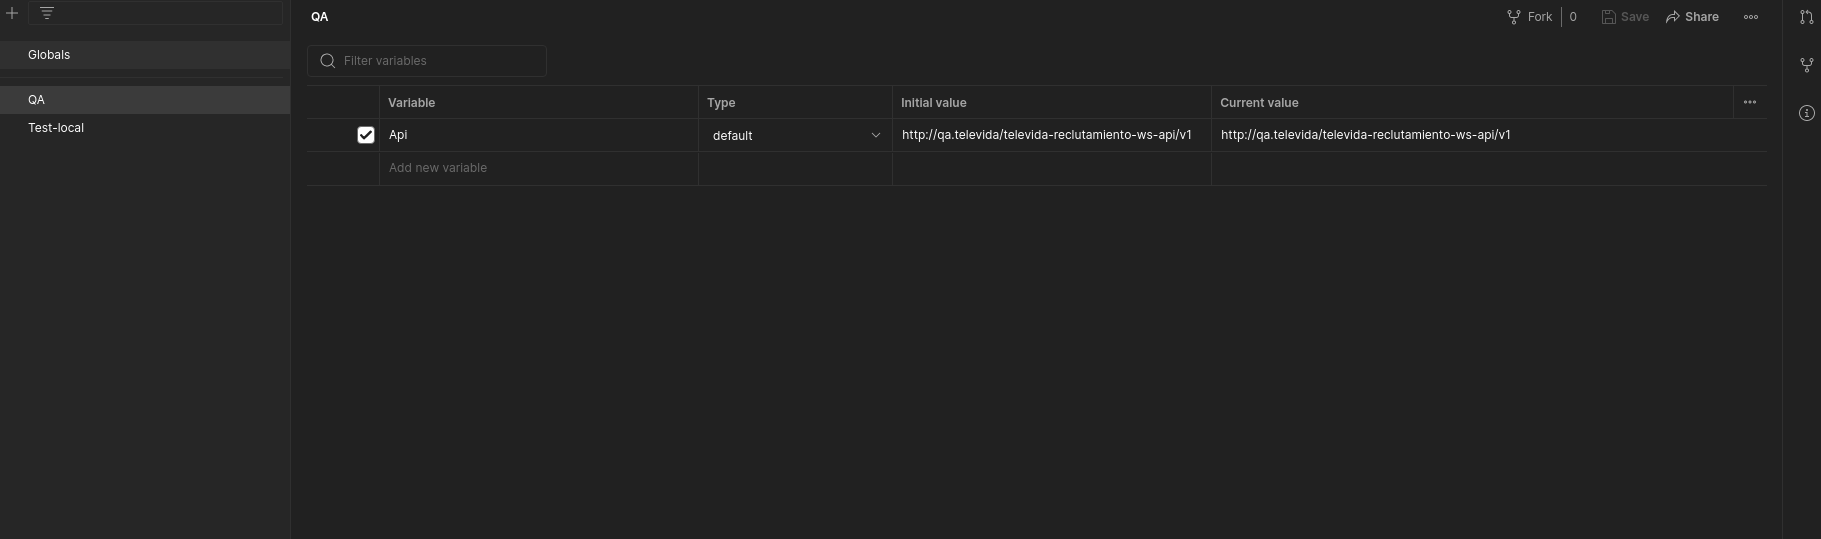 QA
Fork 0 Save Share
Globals
Filter variables
QA
Variable Type Initial value Current value
Test-local
Api default http://qa.televida/televida-reclutamiento-ws-api/v1 http://qa.televida/televida-reclutamiento-ws-api/v1
Add new variable